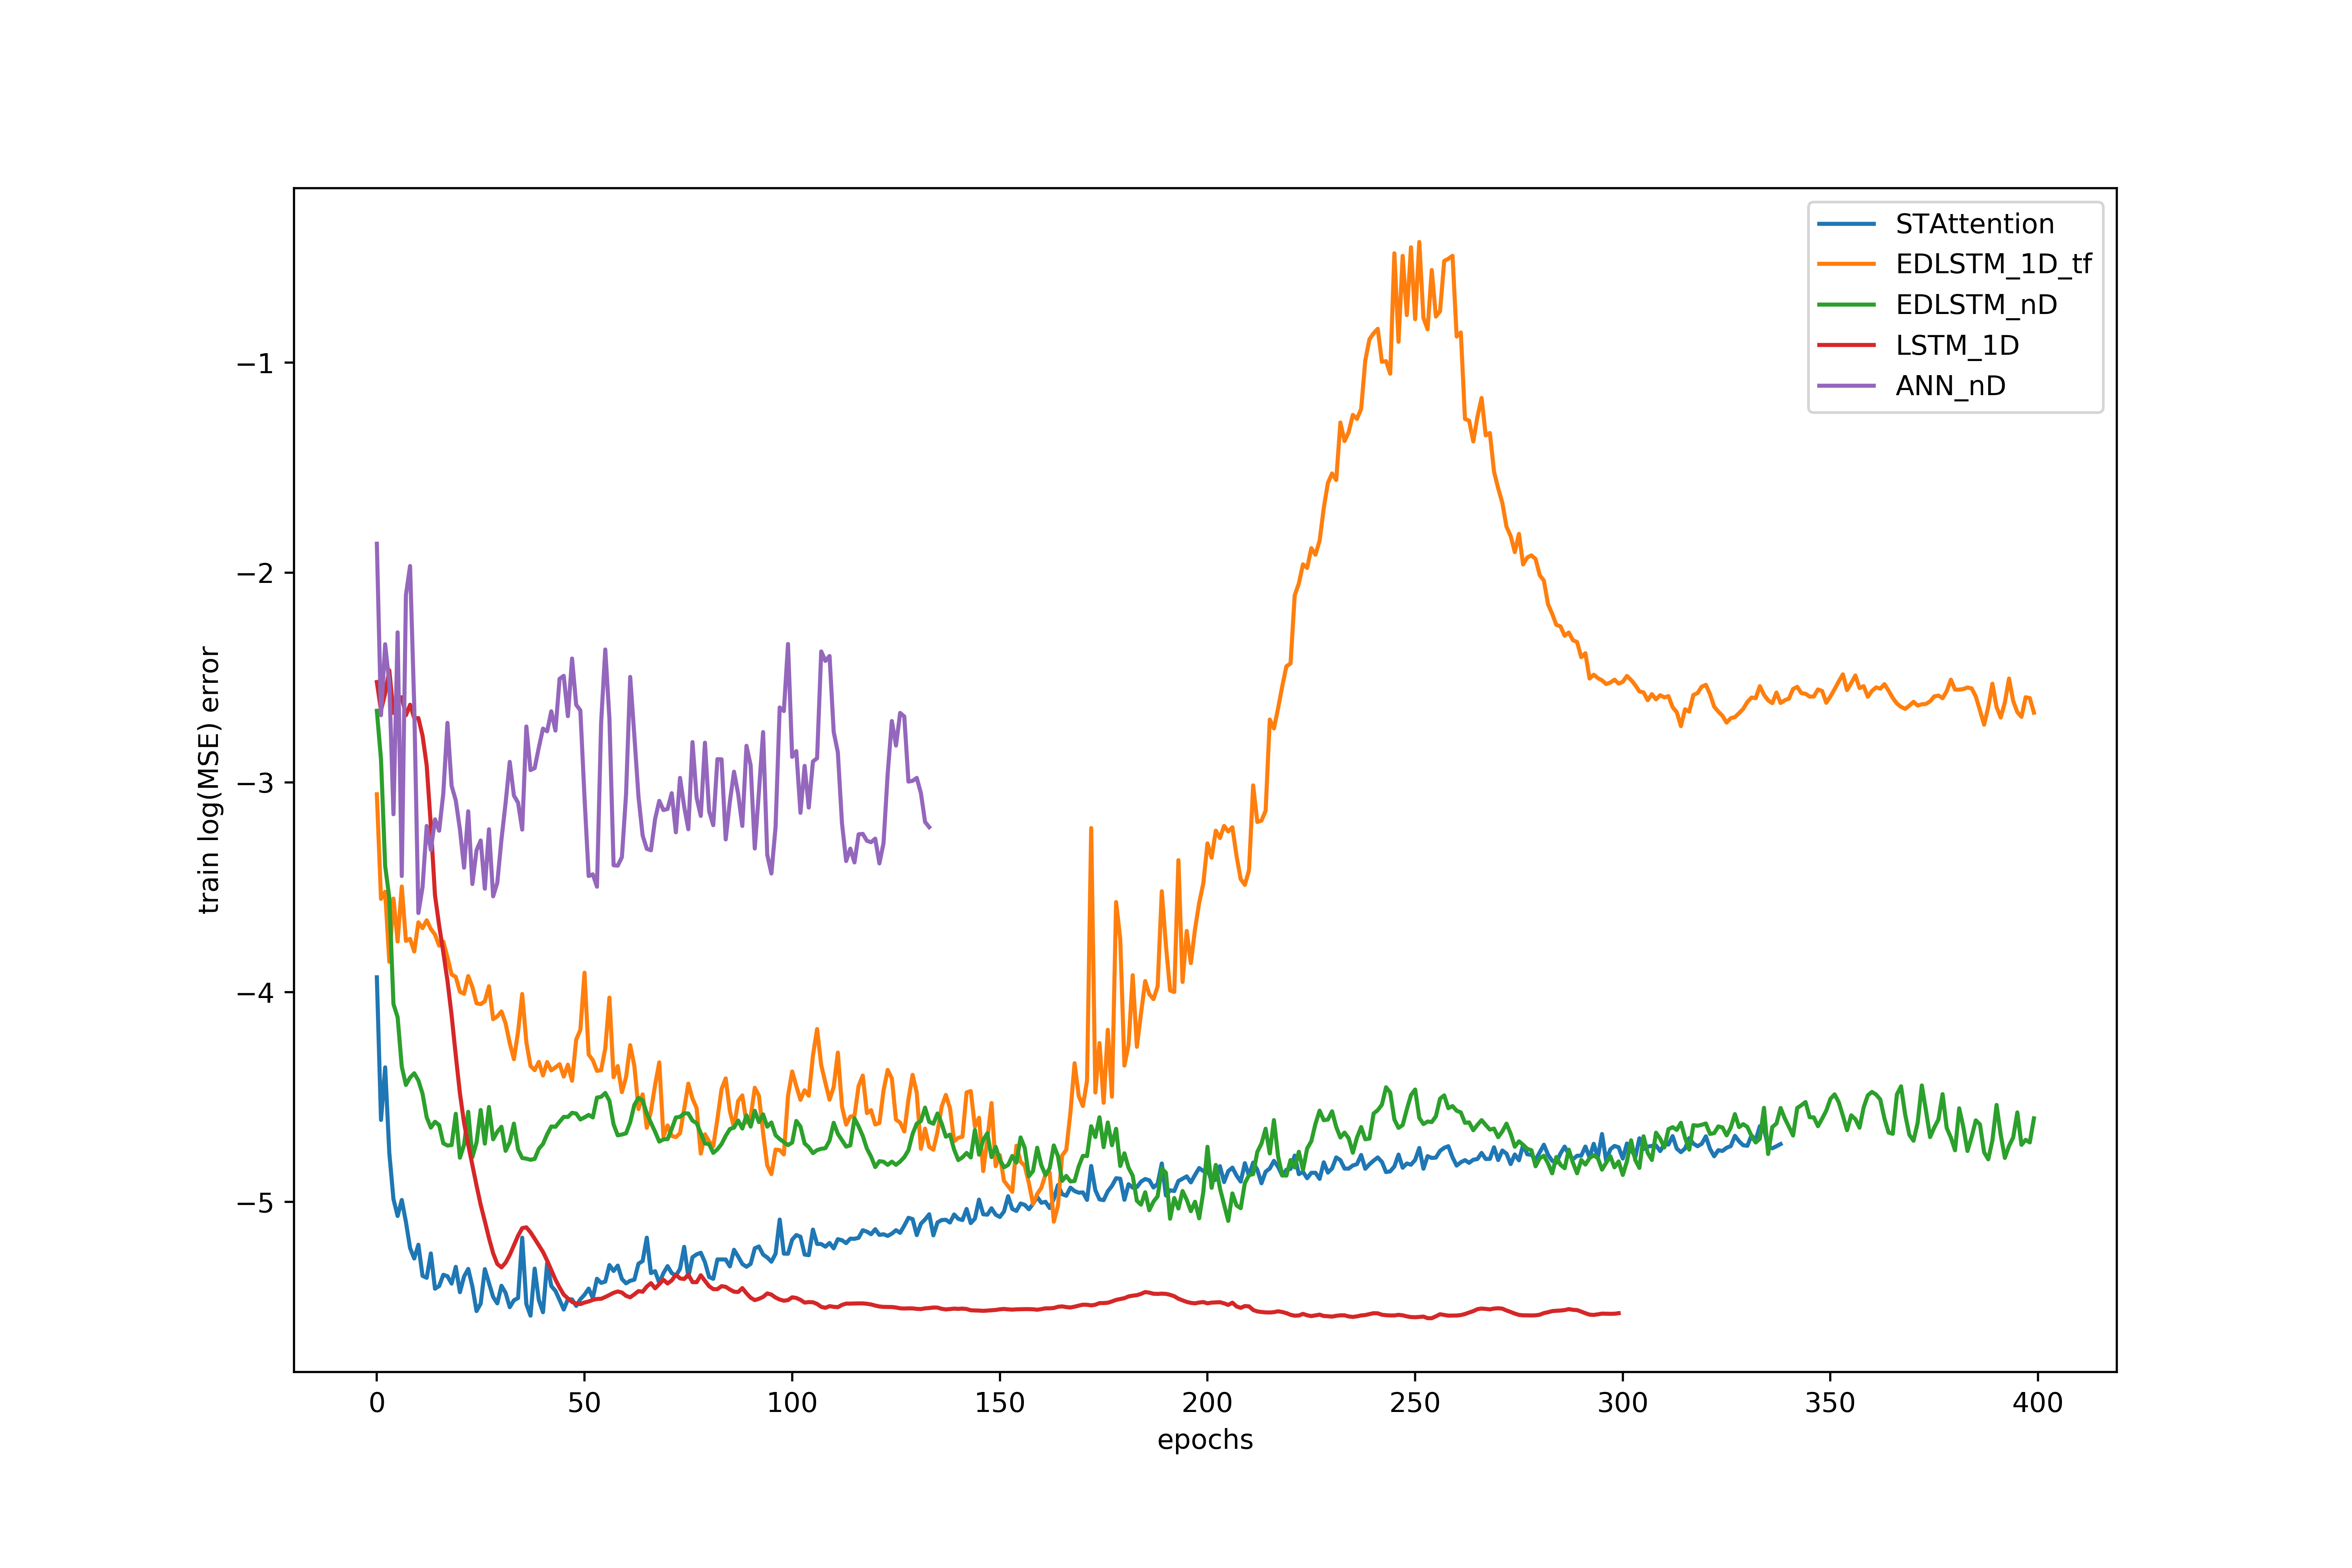 STAttention
EDLSTM_1D_tf
EDLSTM_nD
LSTM_1D
ANN_nD
−1
−2
−3
−4
−5
train log(MSE) error
0 50 100 150 200 250 300 350 400
epochs